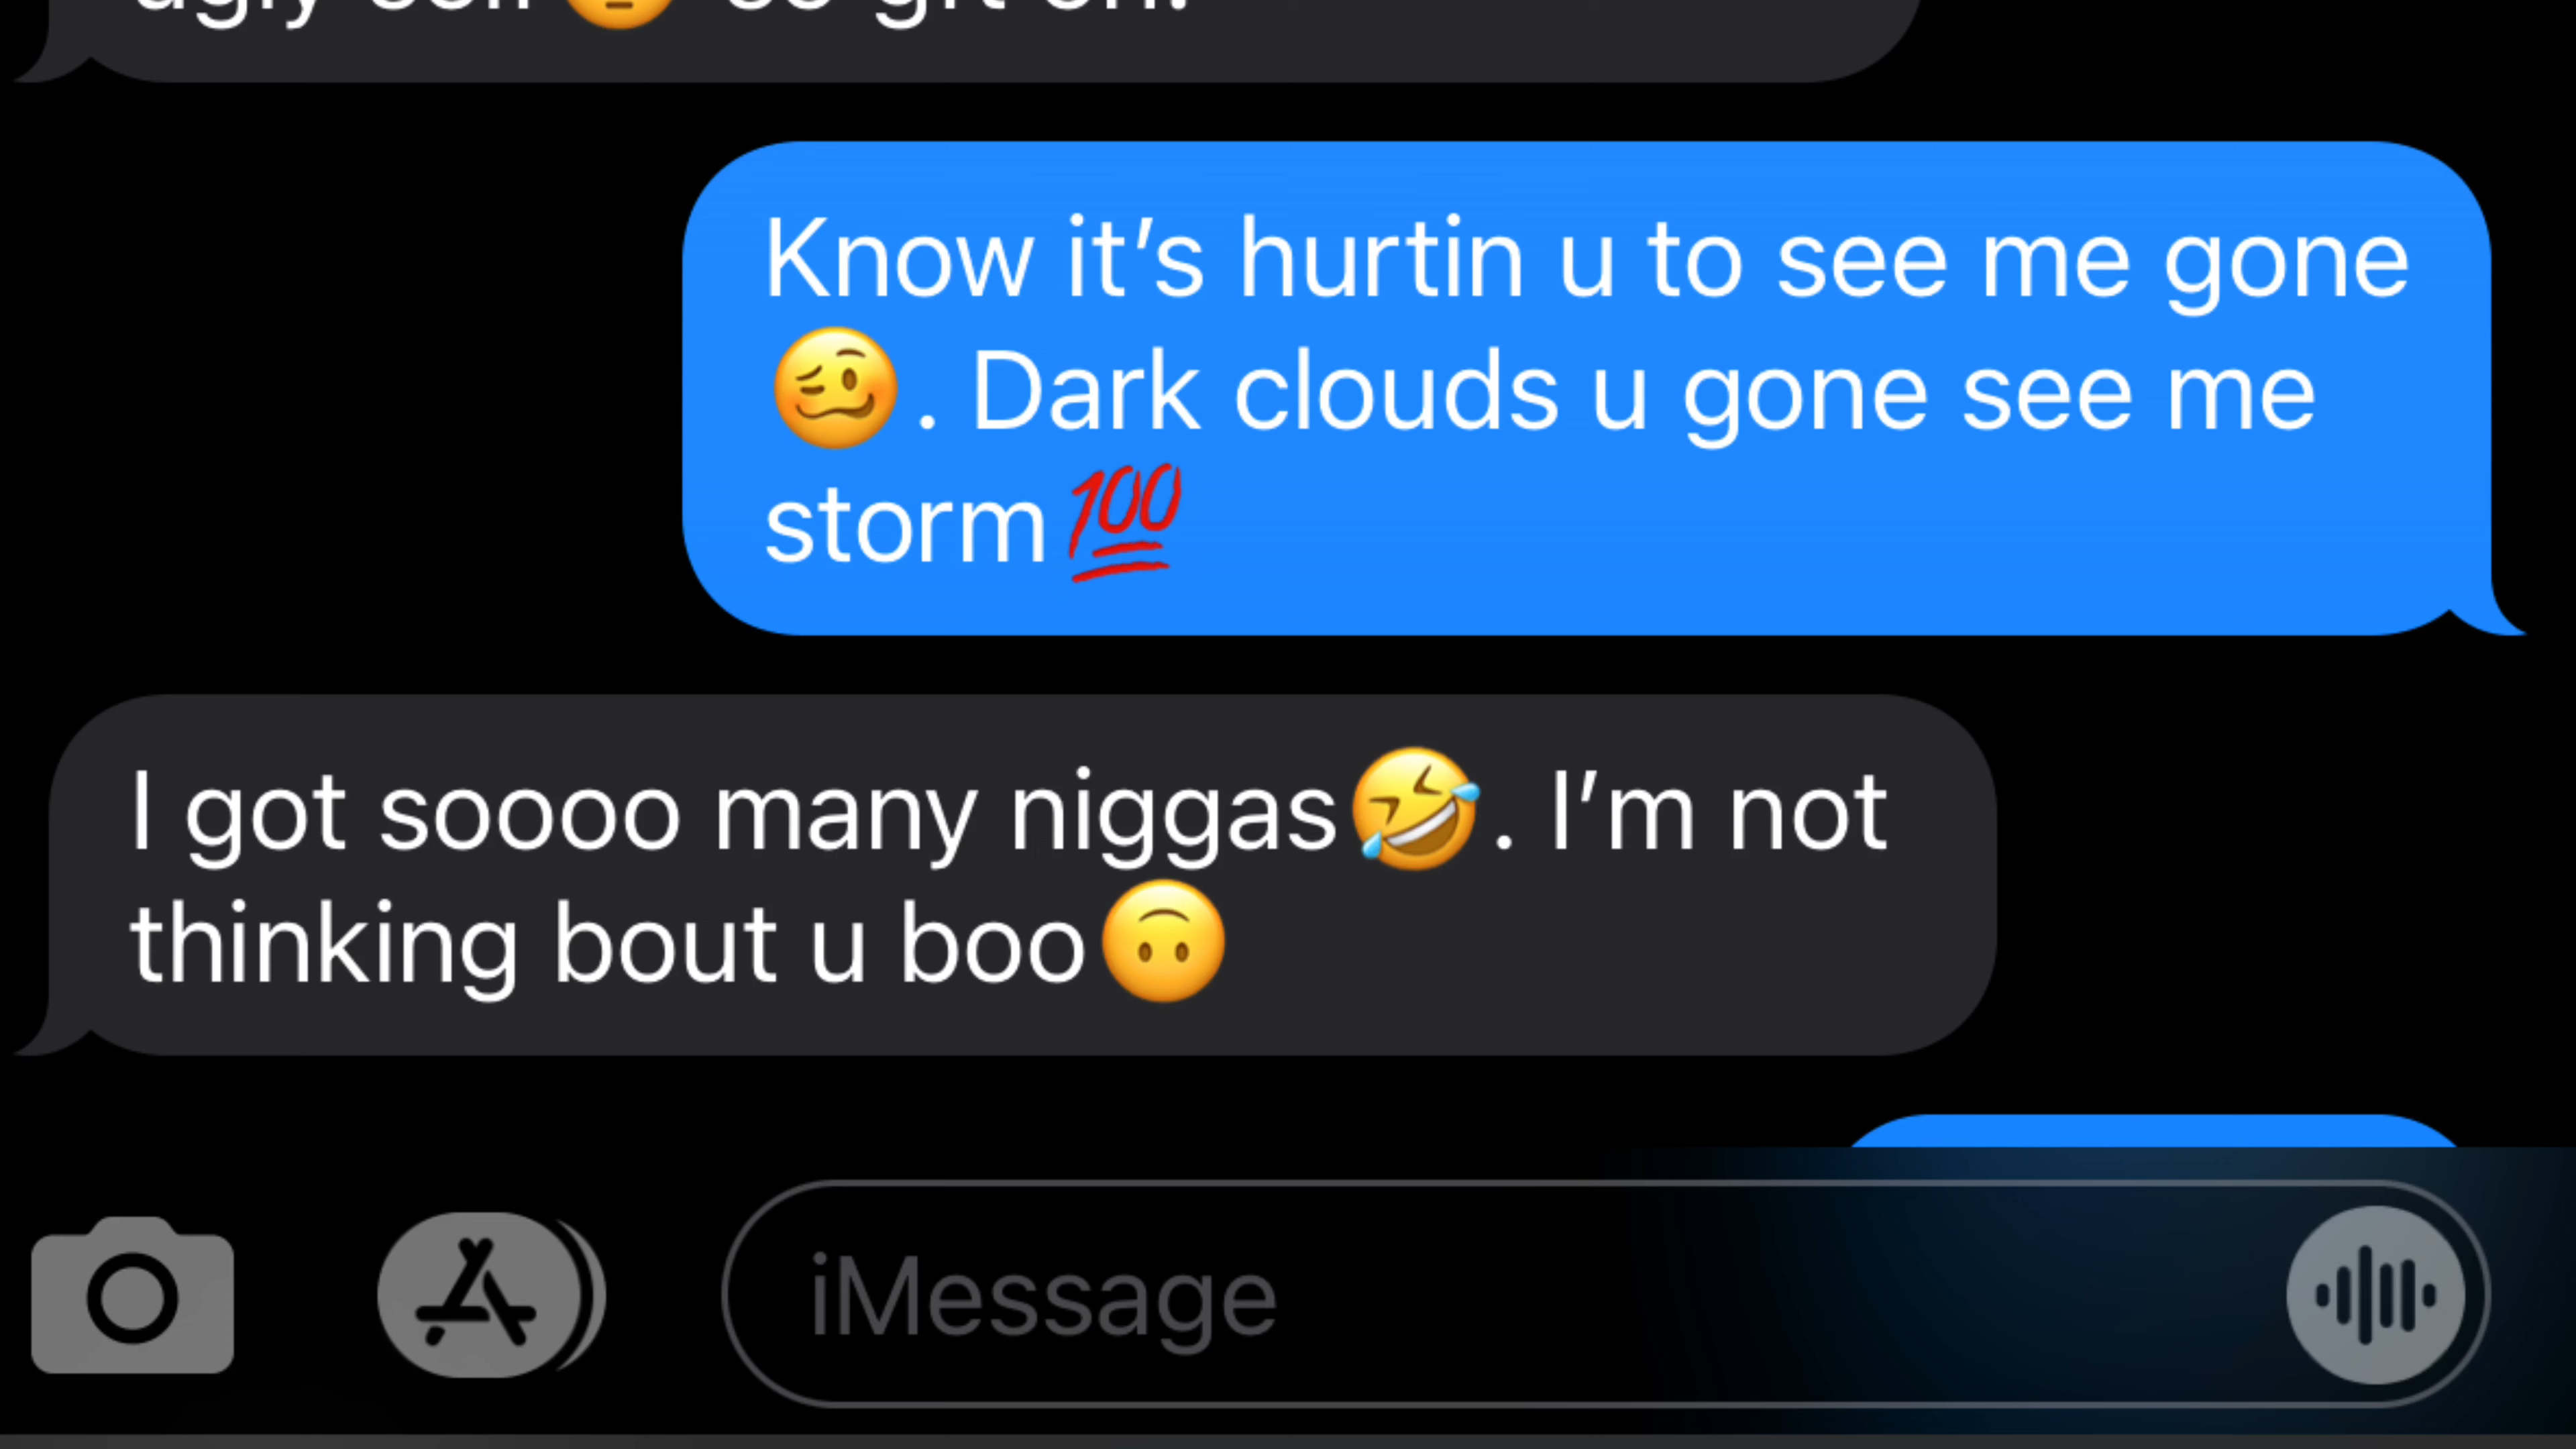 Know it's hurtin u to see me gone
🥴. Dark clouds u gone see me
storm💯
I got soooo many niggas🤣. I'm not
thinking bout u boo🙃
iMessage